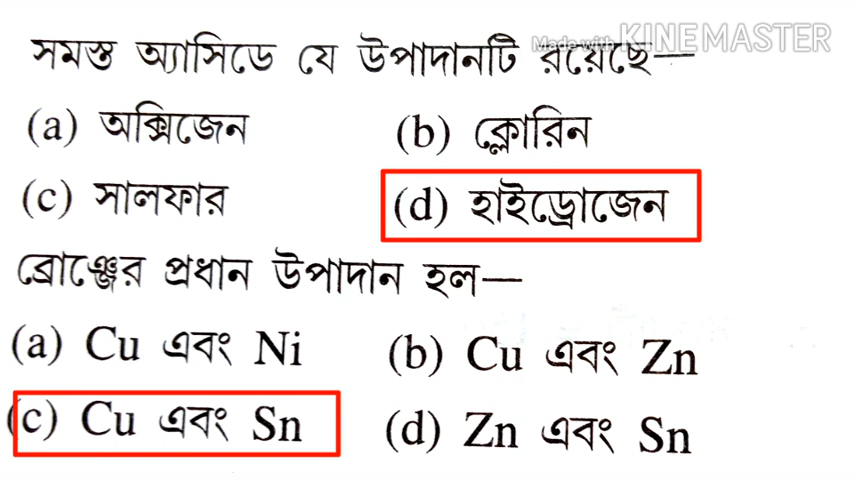 Made with KINEMASTER
সমস্ত অ্যাসিডে যে উপাদানটি রয়েছে—
(a) অক্সিজেন (b) ক্লোরিন
(c) সালফার (d) হাইড্রোজেন
ব্রোঞ্জের প্রধান উপাদান হল—
(a) Cu এবং Ni (b) Cu এবং Zn
(c) Cu এবং Sn (d) Zn এবং Sn